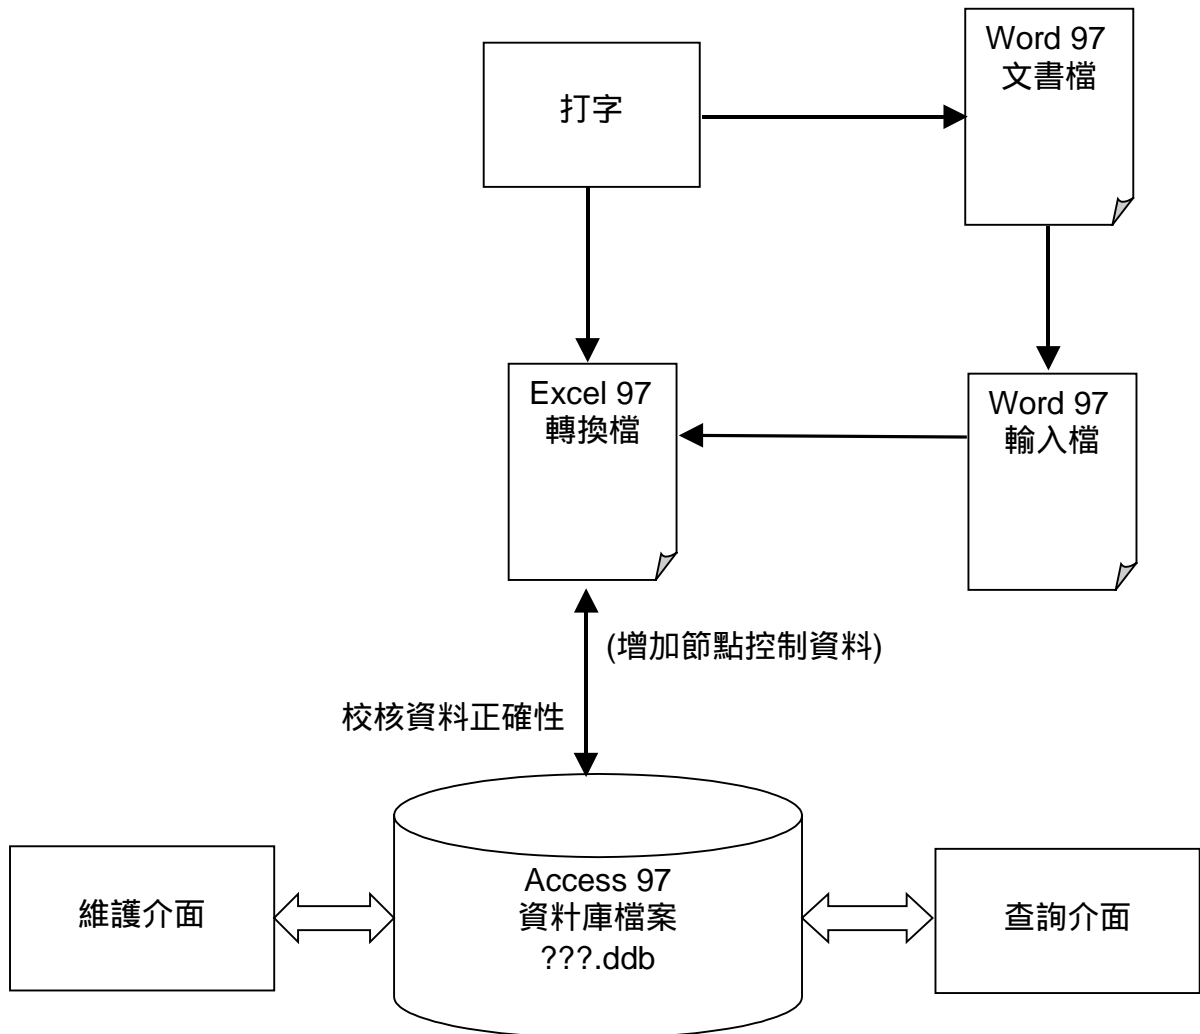 Word 97
文書檔
打字
Excel 97
轉換檔
Word 97
輸入檔
(增加節點控制資料)
校核資料正確性
Access 97
資料庫檔案
???.ddb
維護介面
查詢介面